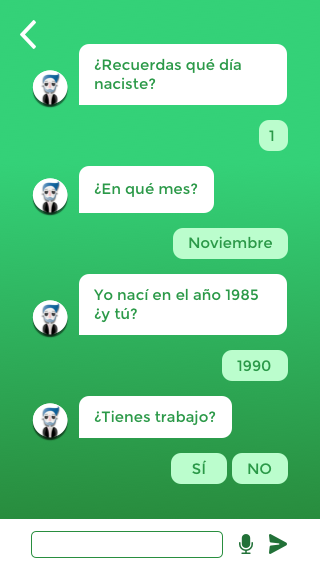 ¿Recuerdas qué día
naciste?
1
¿En qué mes?
Noviembre
Yo nací en el año 1985
¿y tú?
1990
¿Tienes trabajo?
SÍ NO